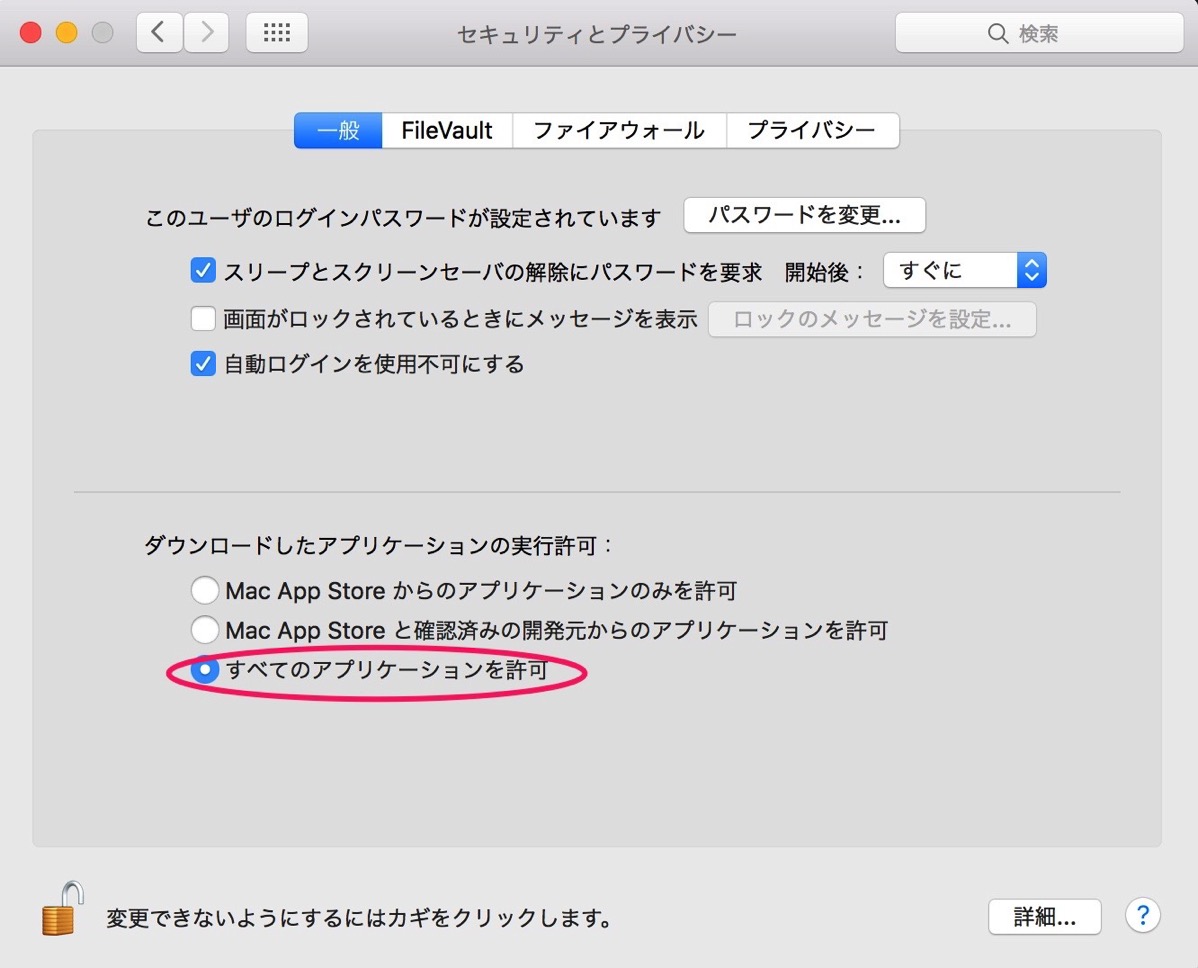 セキュリティとプライバシー
検索
一般 FileVault ファイアウォール プライバシー
このユーザのログインパスワードが設定されています パスワードを変更...
スリープとスクリーンセーバの解除にパスワードを要求 開始後： すぐに
画面がロックされているときにメッセージを表示 ロックのメッセージを設定...
自動ログインを使用不可にする
ダウンロードしたアプリケーションの実行許可：
Mac App Store からのアプリケーションのみを許可
Mac App Store と確認済みの開発元からのアプリケーションを許可
すべてのアプリケーションを許可
変更できないようにするにはカギをクリックします。 詳細... ?